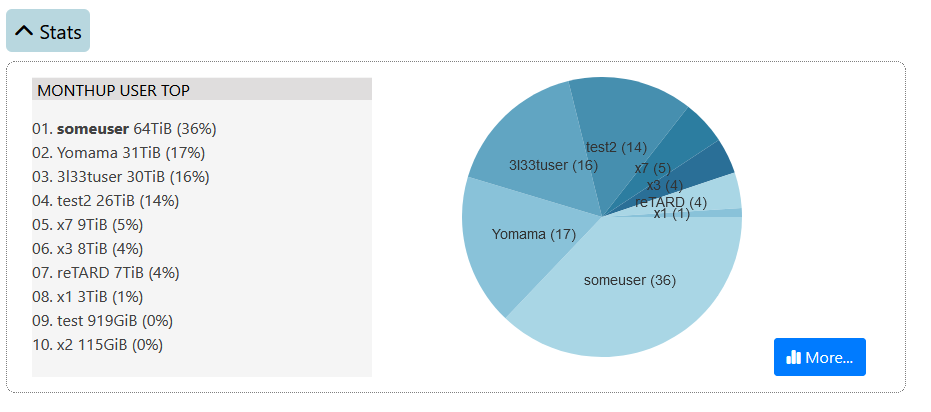 Stats
MONTHUP USER TOP
01. someuser 64TiB (36%)
02. Yomama 31TiB (17%)
03. 3l33tuser 30TiB (16%)
04. test2 26TiB (14%)
05. x7 9TiB (5%)
06. x3 8TiB (4%)
07. reTARD 7TiB (4%)
08. x1 3TiB (1%)
09. test 919GiB (0%)
10. x2 115GiB (0%)
test2 (14)
3l33tuser (16)
x7 (5)
x3 (4)
reTARD (4)
x1 (1)
Yomama (17)
someuser (36)
More...